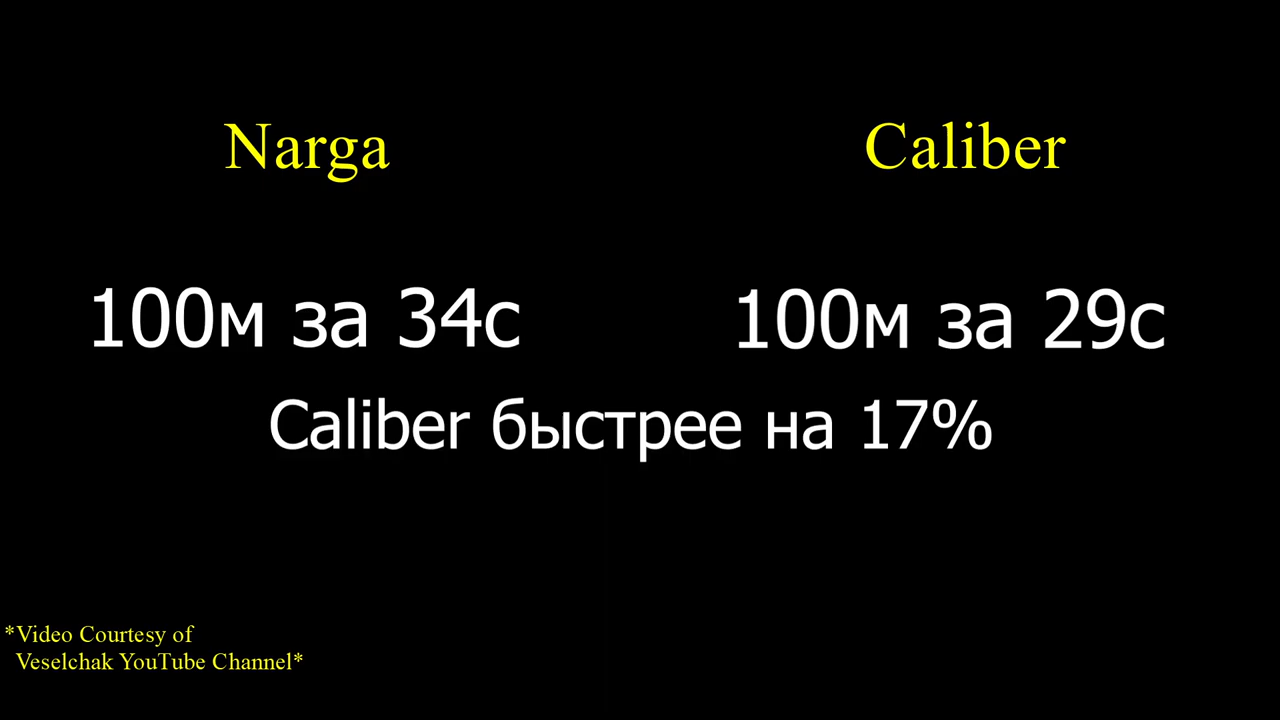 Narga
Caliber
100м за 34с
100м за 29с
Caliber быстрее на 17%
*Video Courtesy of
Veselchak YouTube Channel*